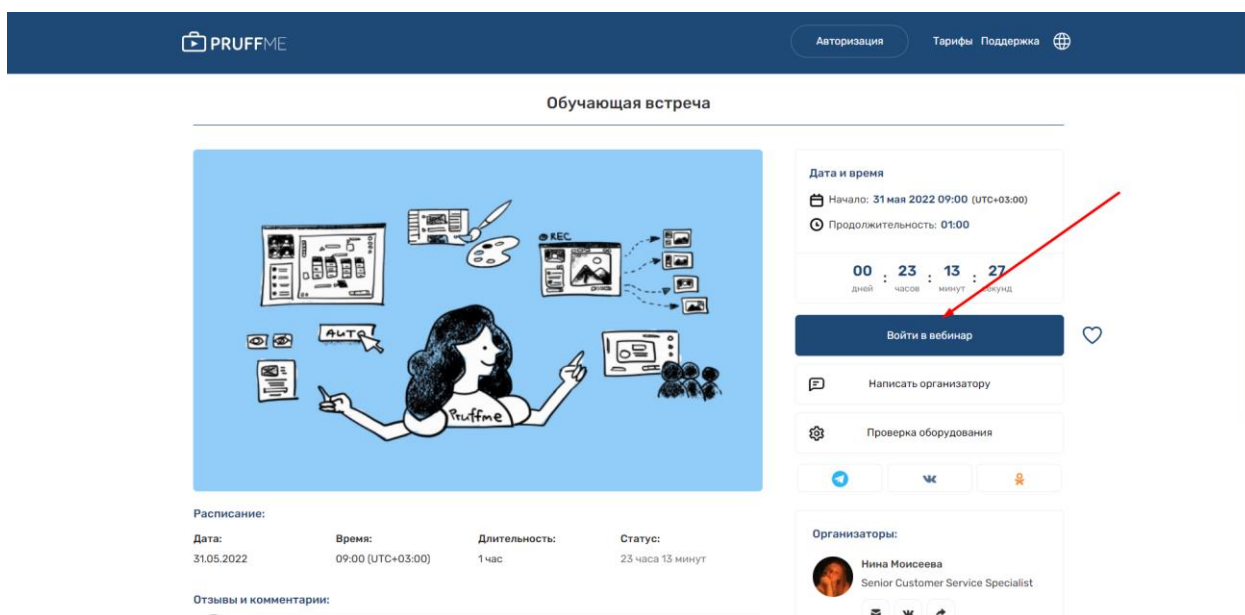 PRUFFME
Авторизация
Тарифы
Поддержка
Обучающая встреча
REC
AUTO
Pruffme
Дата и время
Начало: 31 мая 2022 09:00 (UTC+03:00)
Продолжительность: 01:00
00 : 23 : 13 : 27
дней часов минут секунд
Войти в вебинар
Написать организатору
Проверка оборудования
Расписание:
Дата: Время: Длительность: Статус:
31.05.2022 09:00 (UTC+03:00) 1 час 23 часа 13 минут
Отзывы и комментарии:
Организаторы:
Нина Моисеева
Senior Customer Service Specialist